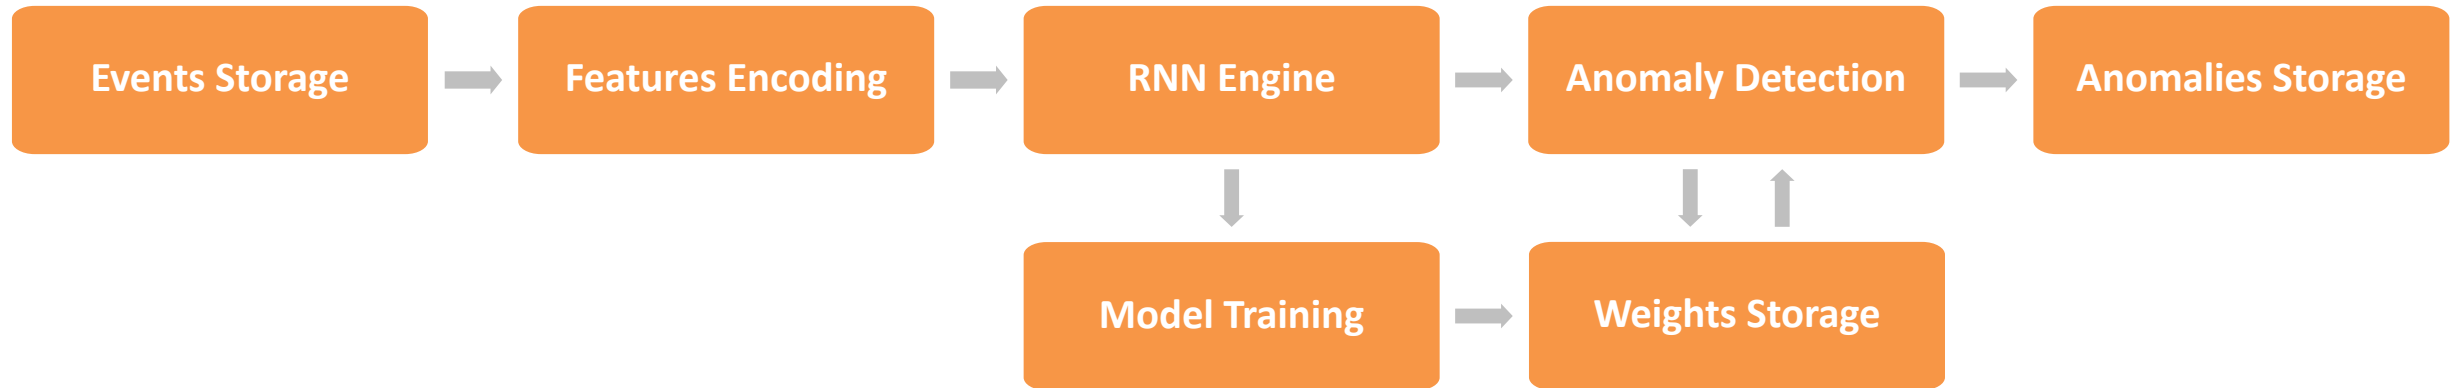 Events Storage
Features Encoding
RNN Engine
Anomaly Detection
Anomalies Storage
Model Training
Weights Storage